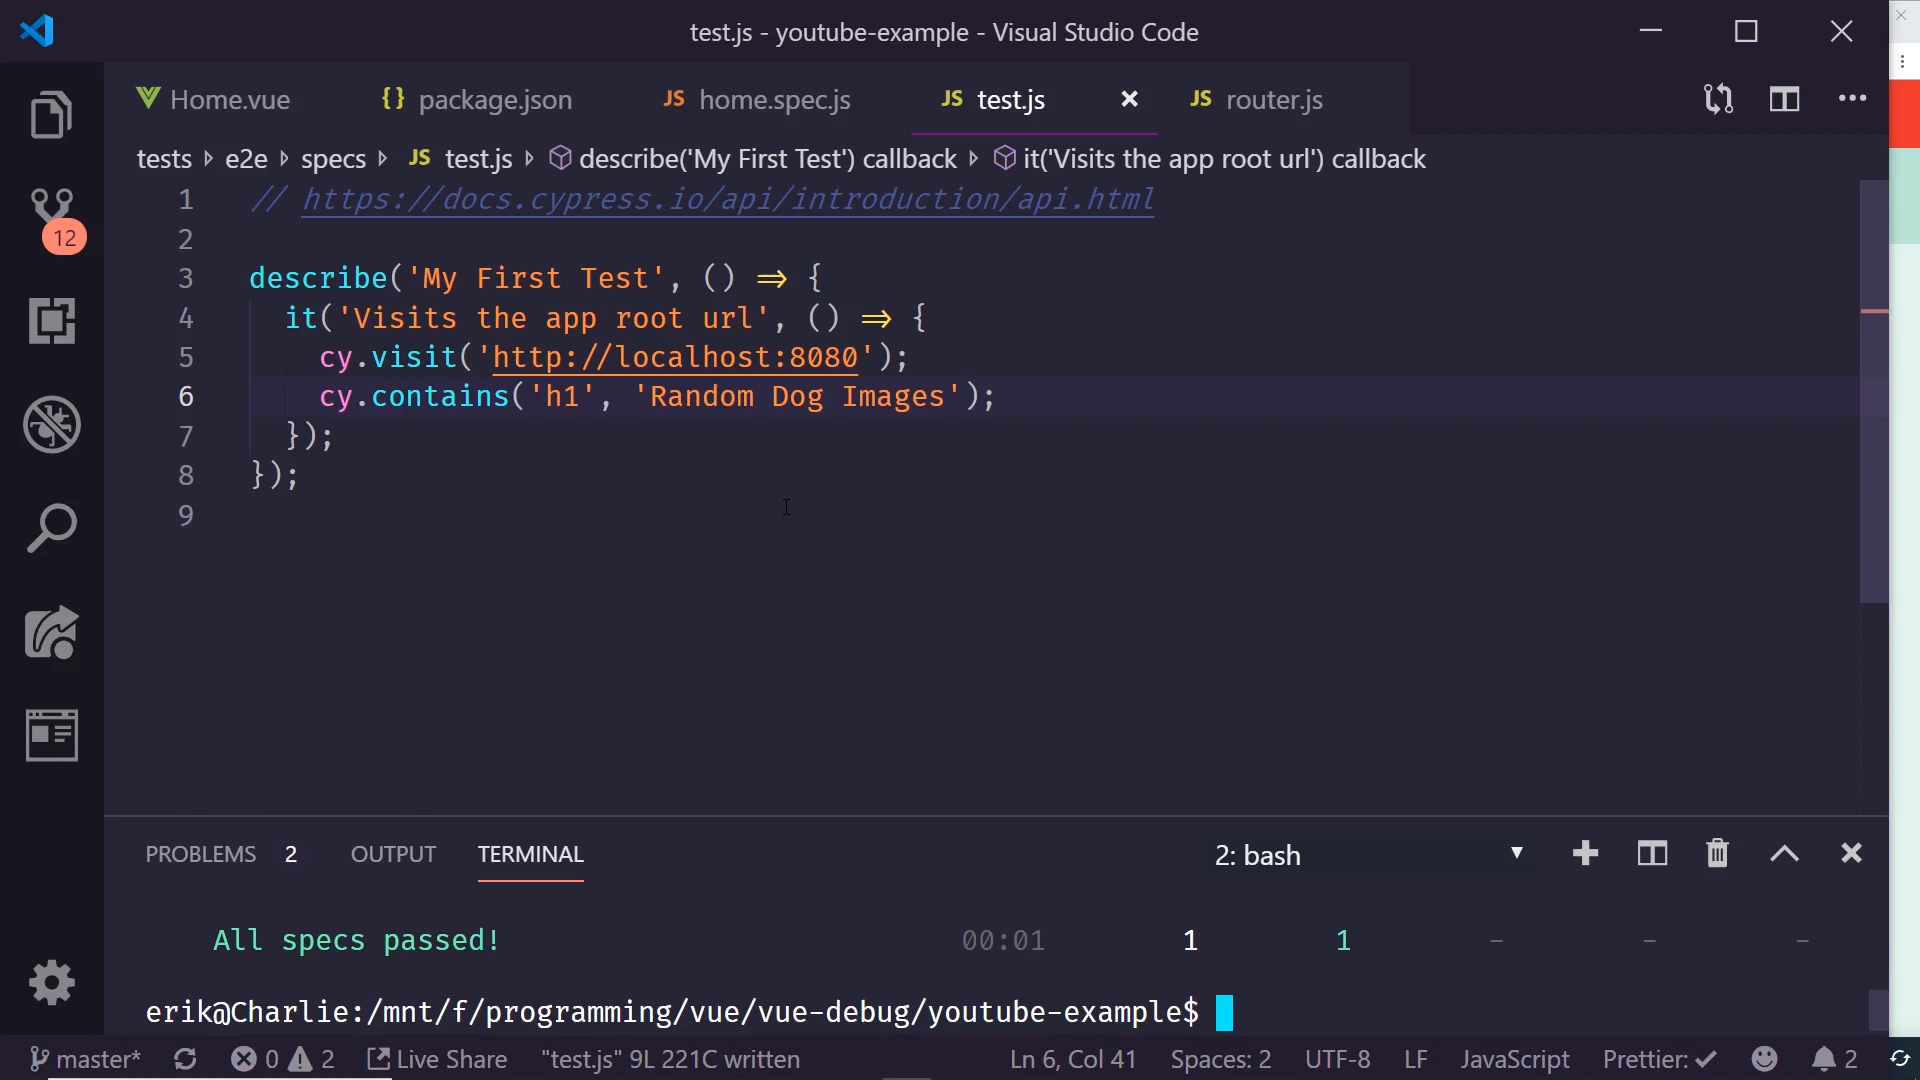 test.js - youtube-example - Visual Studio Code
Home.vue {} package.json JS home.spec.js JS test.js JS router.js
tests e2e specs JS test.js describe('My First Test') callback it('Visits the app root url') callback
1 // https://docs.cypress.io/api/introduction/api.html
2
3 describe('My First Test', () => {
4 it('Visits the app root url', () => {
5 cy.visit('http://localhost:8080');
6 cy.contains('h1', 'Random Dog Images');
7 });
8 });
9
12
PROBLEMS 2 OUTPUT TERMINAL 2: bash
All specs passed! 00:01 1 1 - - -
erik@Charlie:/mnt/f/programming/vue/vue-debug/youtube-example$
master* 0 2 Live Share "test.js" 9L 221C written Ln 6, Col 41 Spaces: 2 UTF-8 LF JavaScript Prettier: ✓ 2